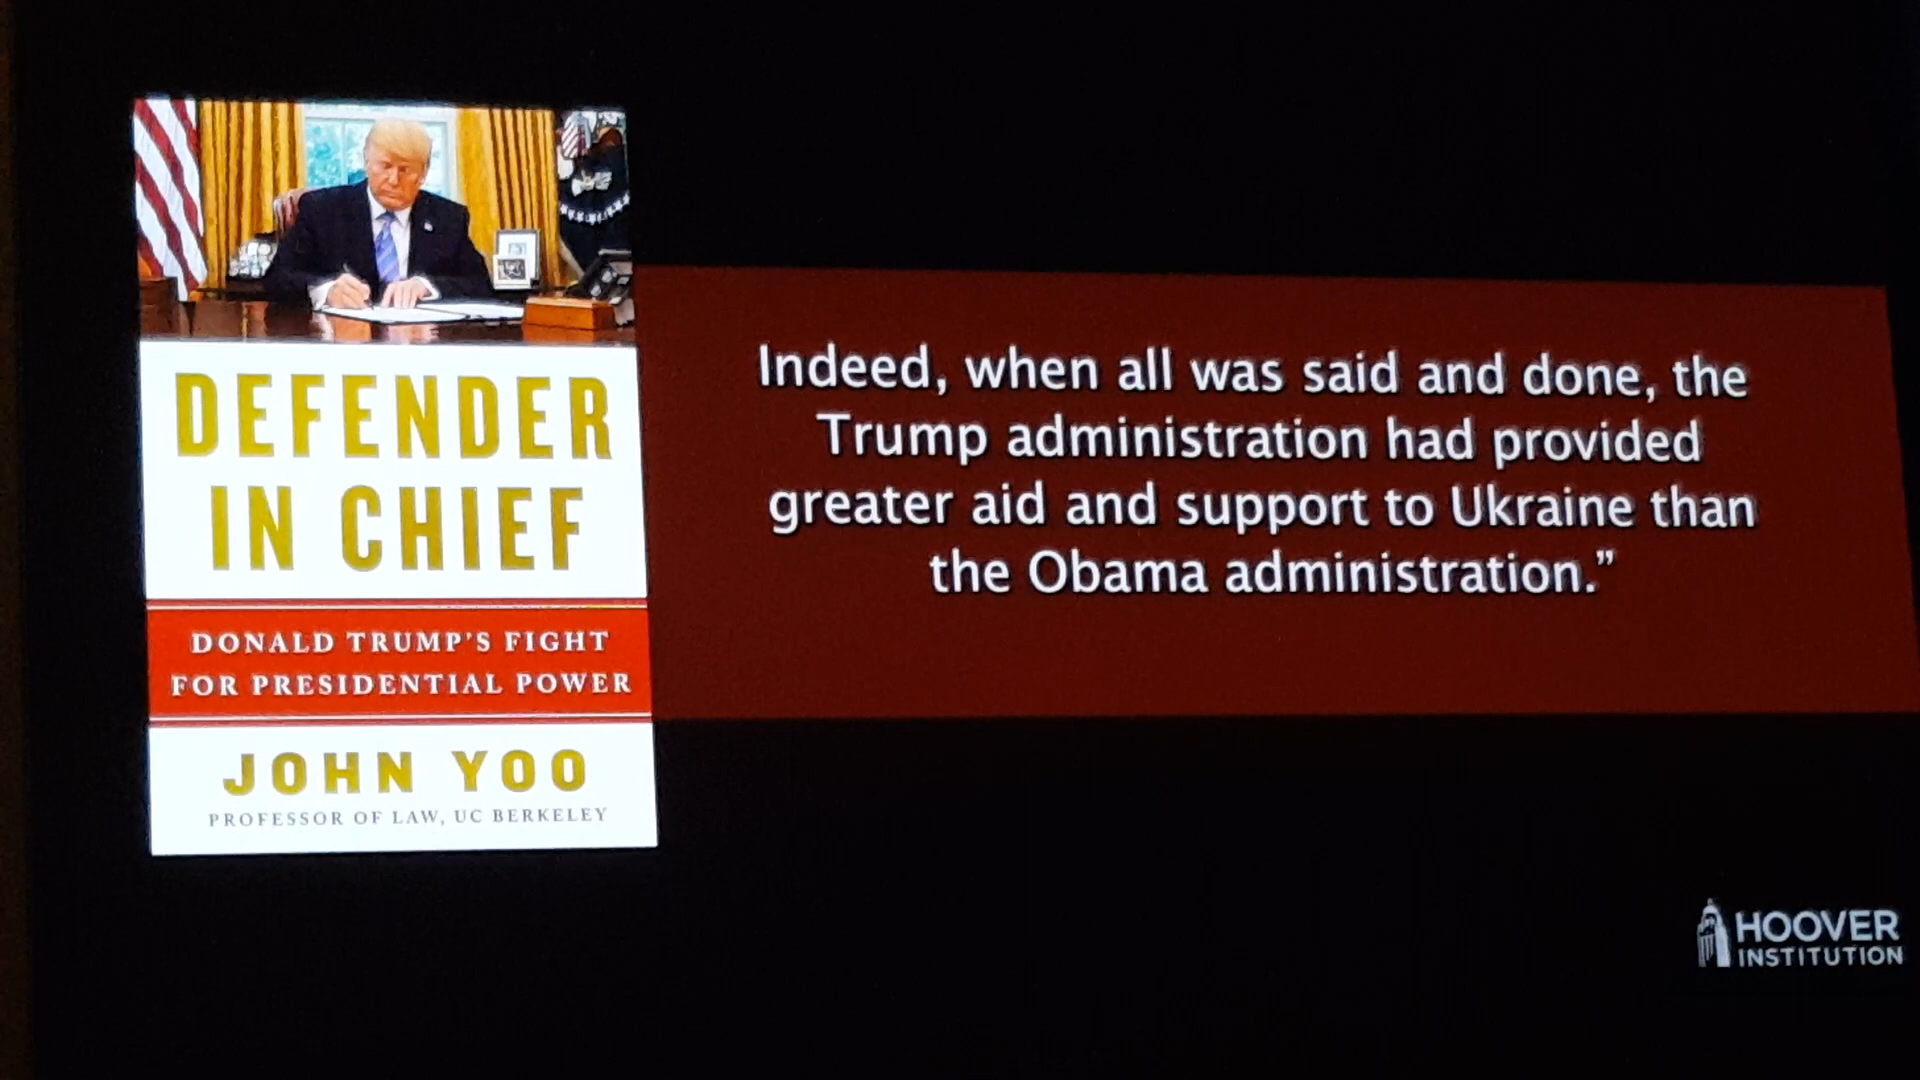 DEFENDER
IN CHIEF
DONALD TRUMP'S FIGHT
FOR PRESIDENTIAL POWER
JOHN YOO
PROFESSOR OF LAW, UC BERKELEY
Indeed, when all was said and done, the
Trump administration had provided
greater aid and support to Ukraine than
the Obama administration.”
HOOVER
INSTITUTION